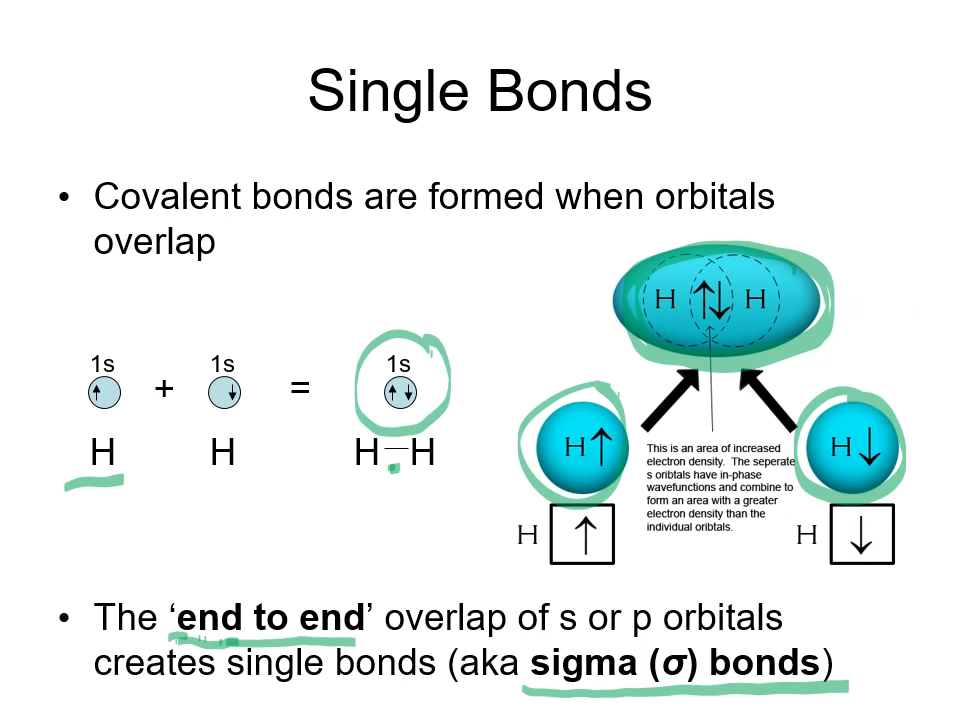 Single Bonds
• Covalent bonds are formed when orbitals
overlap
H ↑↓ H
1s 1s 1s
↑ + ↓ = ↑↓
H H H—H
H↑ H↓
This is an area of increased
electron density. The seperate
s oribtals have in-phase
wavefunctions and combine to
form an area with a greater
electron density than the
individual oribtals.
H ↑ H ↓
• The ‘end to end’ overlap of s or p orbitals
creates single bonds (aka sigma (σ) bonds)